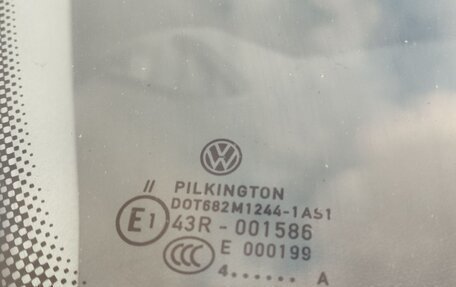 VW
// PILKINGTON
DOT682M1244-1AS1
E1 43R - 001586
CCC E 000199
4...... A